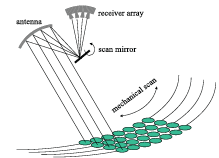 receiver array
antenna
scan mirror
mechanical scan